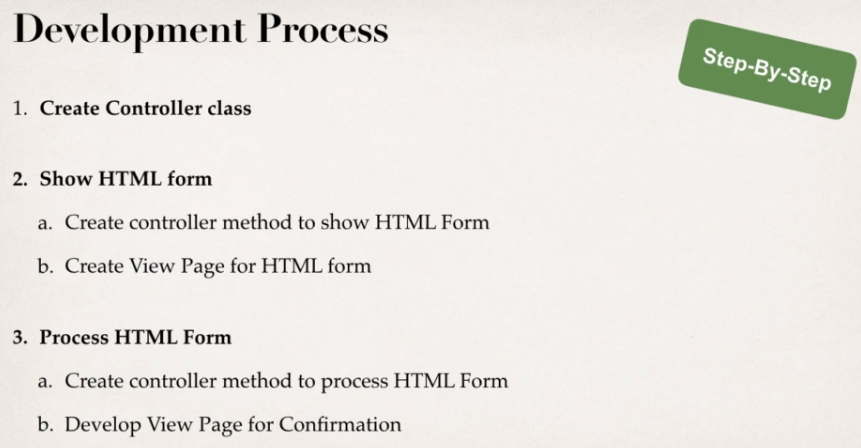 Development Process
Step-By-Step
1. Create Controller class
2. Show HTML form
a. Create controller method to show HTML Form
b. Create View Page for HTML form
3. Process HTML Form
a. Create controller method to process HTML Form
b. Develop View Page for Confirmation